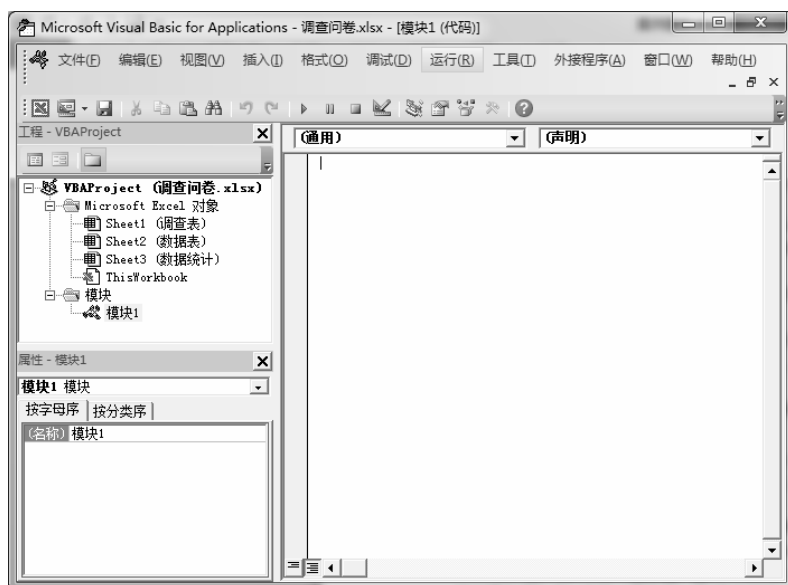 Microsoft Visual Basic for Applications - 调查问卷.xlsx - [模块1 (代码)]
文件(F) 编辑(E) 视图(V) 插入(I) 格式(O) 调试(D) 运行(R) 工具(T) 外接程序(A) 窗口(W) 帮助(H)
工程 - VBAProject
(通用) (声明)
VBAProject (调查问卷.xlsx)
Microsoft Excel 对象
Sheet1 (调查表)
Sheet2 (数据表)
Sheet3 (数据统计)
ThisWorkbook
模块
模块1
属性 - 模块1
模块1 模块
按字母序 按分类序
(名称) 模块1